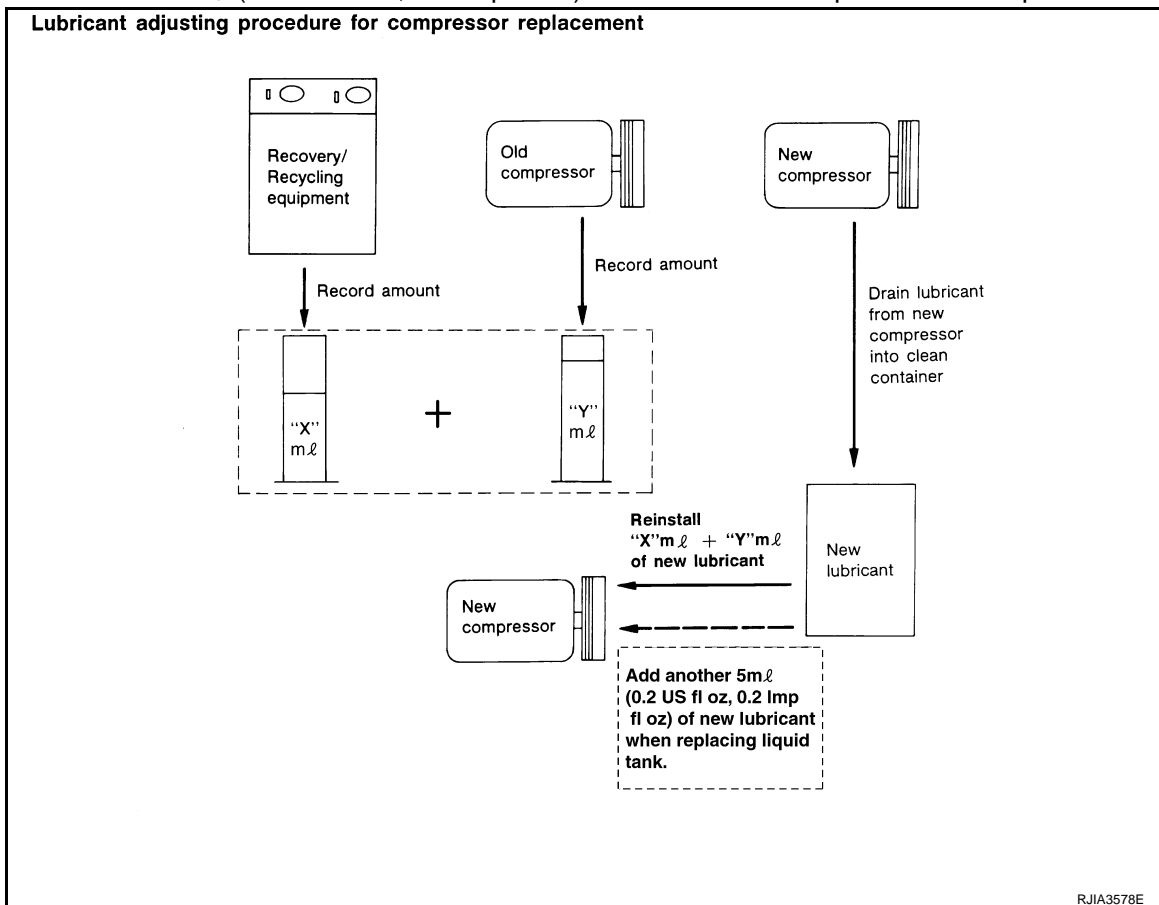 Lubricant adjusting procedure for compressor replacement
Recovery/
Recycling
equipment
Old
compressor
New
compressor
Record amount
Record amount
Drain lubricant
from new
compressor
into clean
container
“X”
mℓ
+
“Y”
mℓ
Reinstall
“X”mℓ + “Y”mℓ
of new lubricant
New
lubricant
New
compressor
Add another 5mℓ
(0.2 US fl oz, 0.2 Imp
fl oz) of new lubricant
when replacing liquid
tank.
RJIA3578E